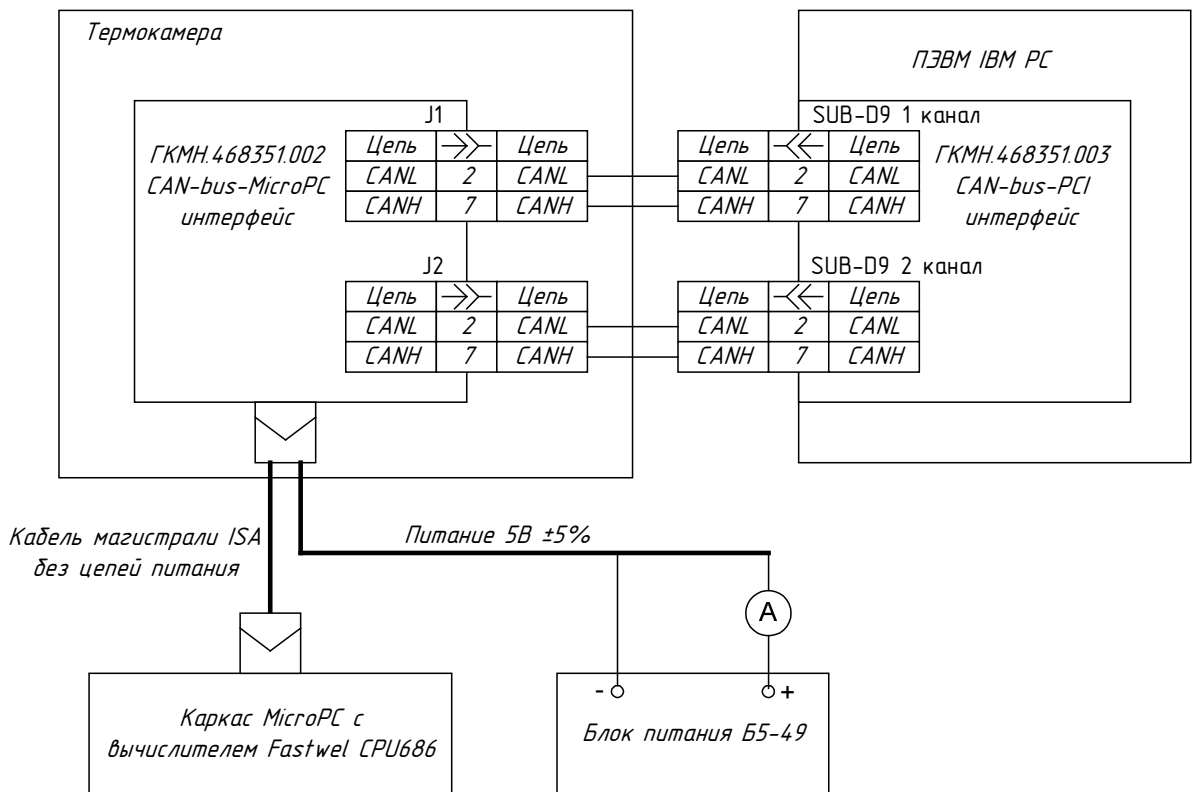 Термокамера
ПЭВМ IBM PC
ГКМН.468351.002
CAN-bus-MicroPC
интерфейс
J1
Цепь Цепь
CANL 2 CANL
CANH 7 CANH
J2
Цепь Цепь
CANL 2 CANL
CANH 7 CANH
SUB-D9 1 канал
Цепь Цепь
CANL 2 CANL
CANH 7 CANH
SUB-D9 2 канал
Цепь Цепь
CANL 2 CANL
CANH 7 CANH
ГКМН.468351.003
CAN-bus-PCI
интерфейс
Кабель магистрали ISA
без цепей питания
Питание 5В ±5%
A
- +
Каркас MicroPC с
вычислителем Fastwel CPU686
Блок питания Б5-49